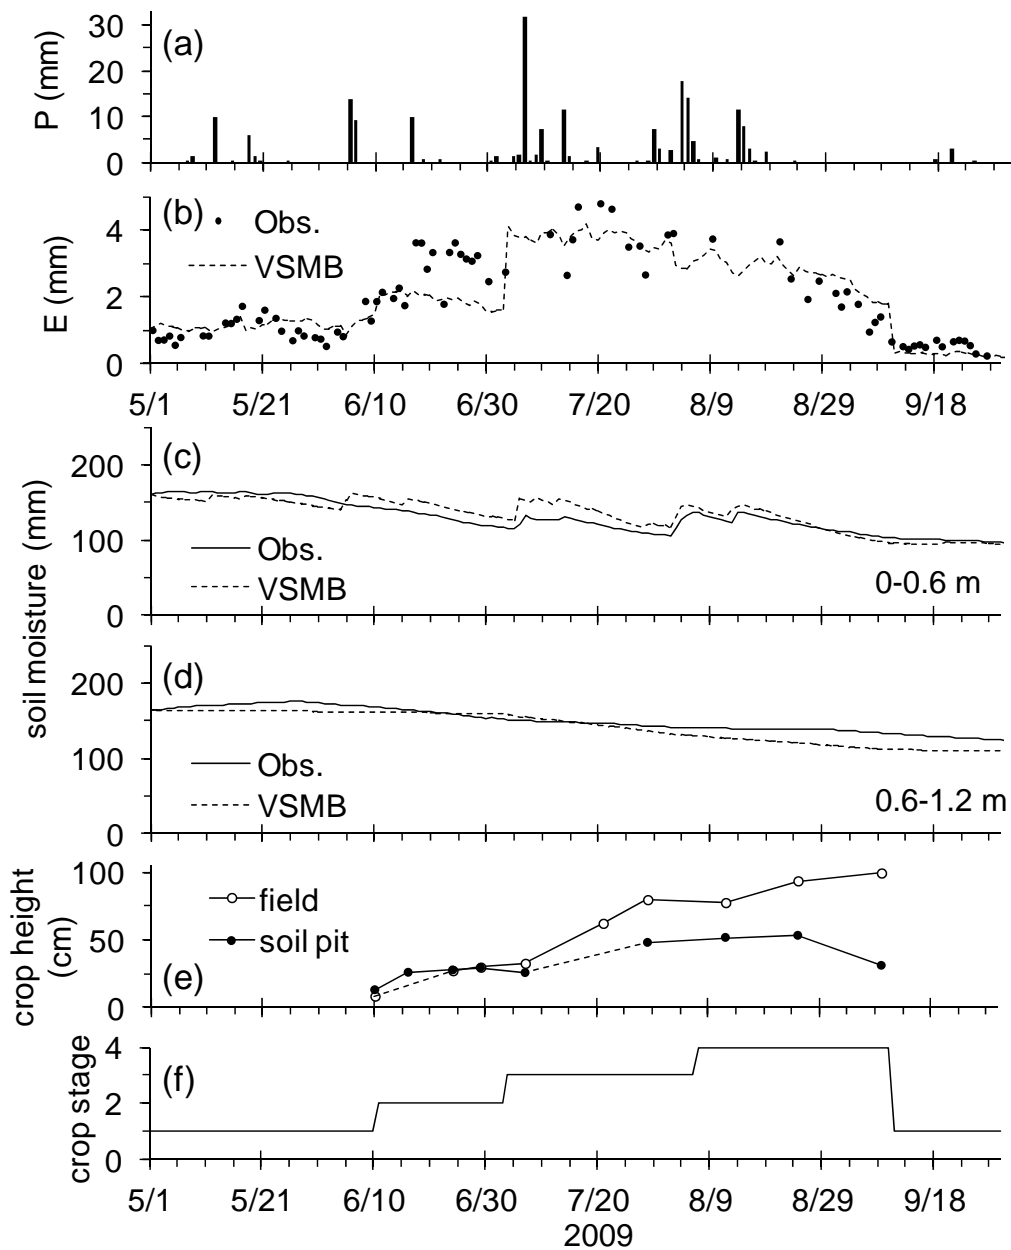 (a)
P (mm)
30
20
10
0
(b)
Obs.
VSMB
E (mm)
4
2
0
5/1 5/21 6/10 6/30 7/20 8/9 8/29 9/18
(c)
200
100
0
Obs.
VSMB
0-0.6 m
soil moisture (mm)
(d)
200
100
0
Obs.
VSMB
0.6-1.2 m
crop height
(cm)
100
50
0
field
soil pit
(e)
crop stage
4
2
0
(f)
5/1 5/21 6/10 6/30 7/20 8/9 8/29 9/18
2009